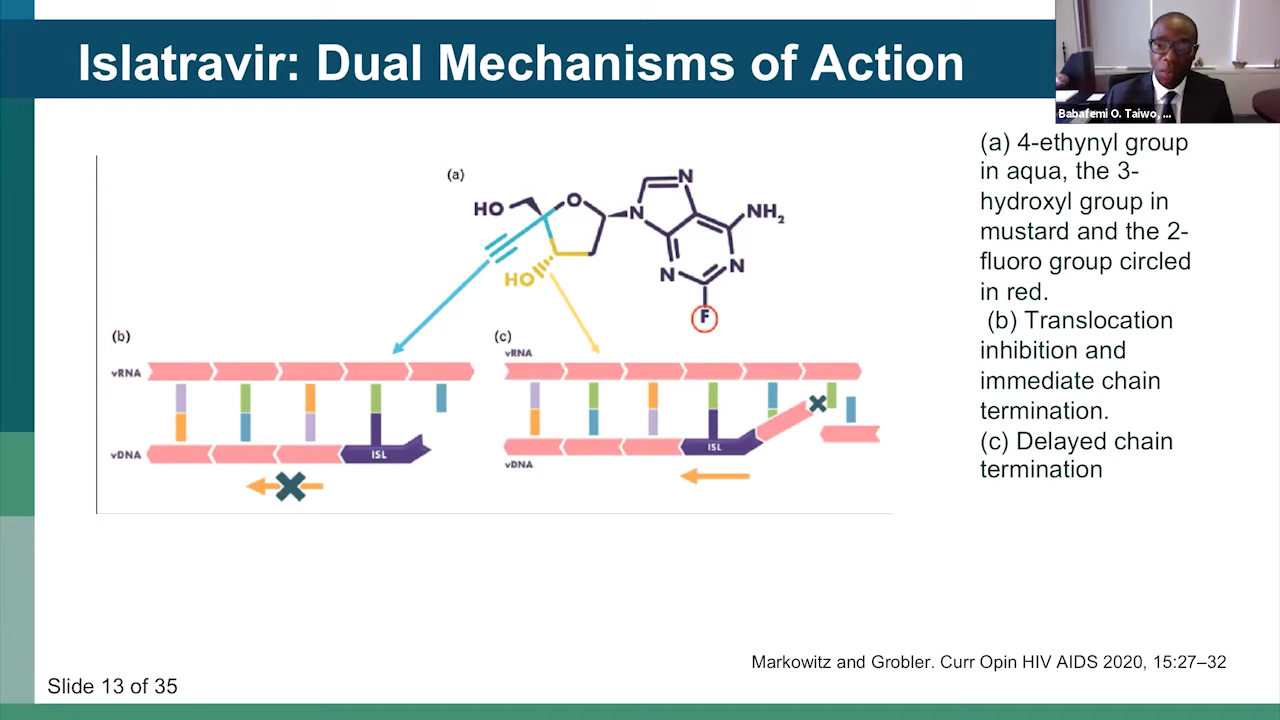 Islatravir: Dual Mechanisms of Action
Babafemi O. Taiwo, ...
(a)
HO
O
N
N
NH2
N
N
HO
F
(b)
vRNA
vDNA
ISL
(c)
vRNA
vDNA
ISL
(a) 4-ethynyl group
in aqua, the 3-
hydroxyl group in
mustard and the 2-
fluoro group circled
in red.
(b) Translocation
inhibition and
immediate chain
termination.
(c) Delayed chain
termination
Markowitz and Grobler. Curr Opin HIV AIDS 2020, 15:27–32
Slide 13 of 35